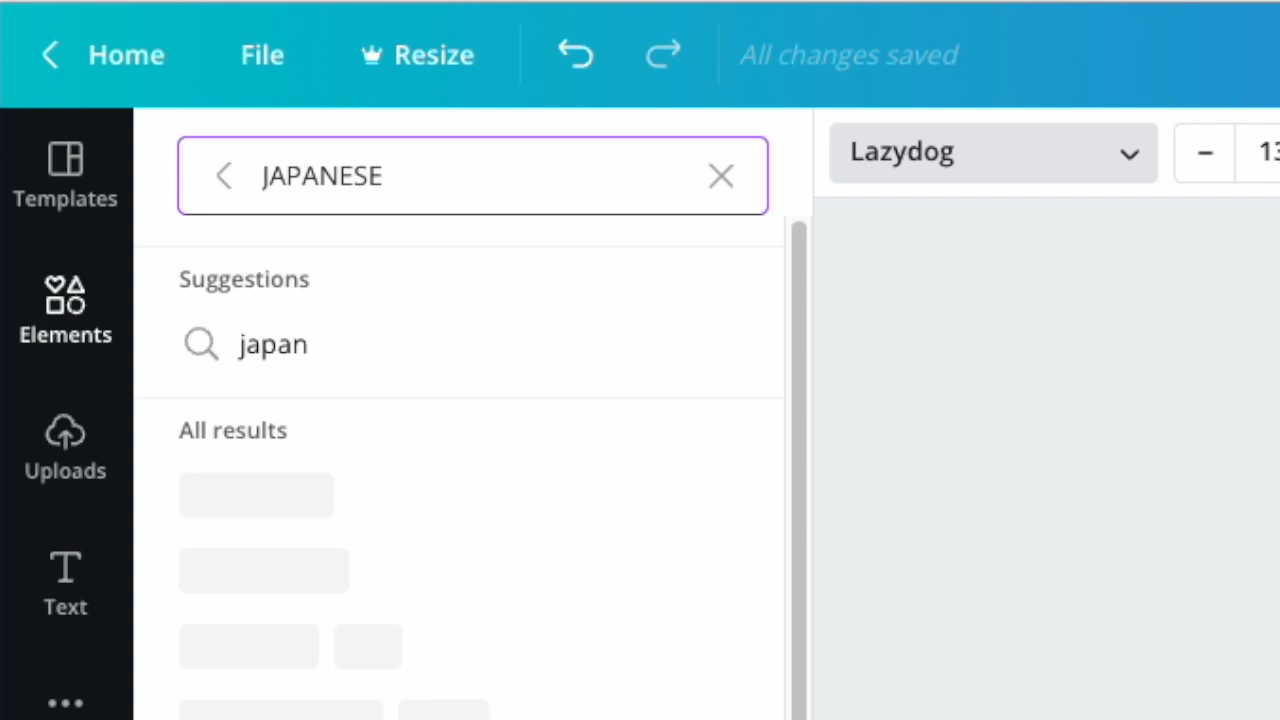 Home File Resize All changes saved
JAPANESE
Lazydog
Templates
Suggestions
Elements
japan
All results
Uploads
Text